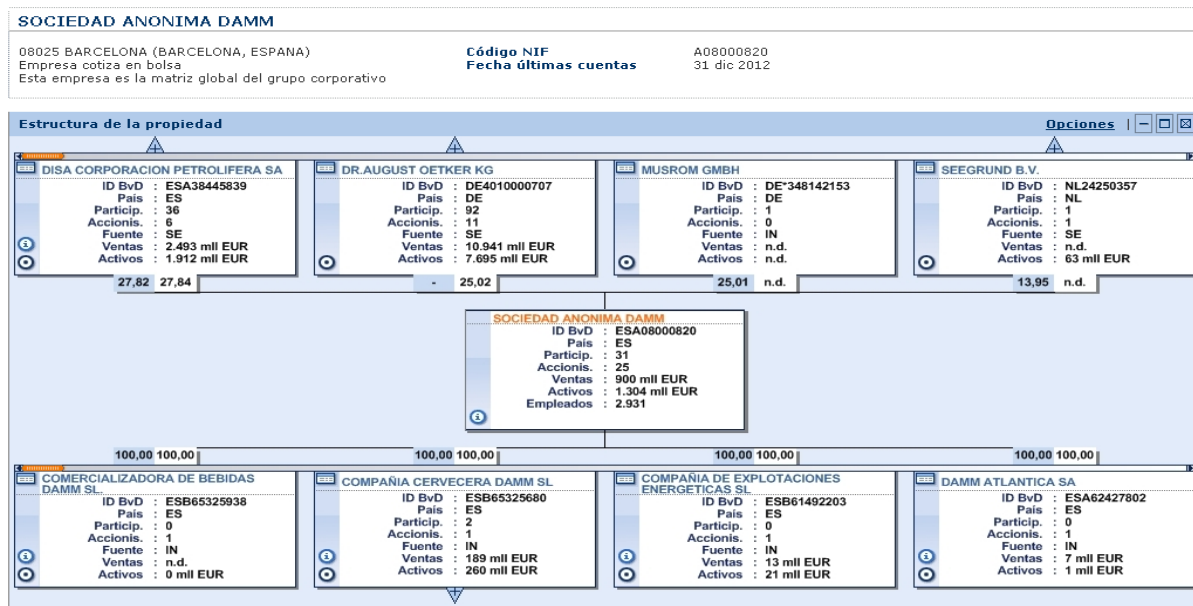 SOCIEDAD ANONIMA DAMM
08025 BARCELONA (BARCELONA, ESPANA)
Empresa cotiza en bolsa
Esta empresa es la matriz global del grupo corporativo
Código NIF A08000820
Fecha últimas cuentas 31 dic 2012
Estructura de la propiedad
Opciones
DISA CORPORACION PETROLIFERA SA
ID BvD : ESA38445839
País : ES
Particip. : 36
Accionis. : 6
Fuente : SE
Ventas : 2.493 mll EUR
Activos : 1.912 mll EUR
27,82 27,84
DR.AUGUST OETKER KG
ID BvD : DE4010000707
País : DE
Particip. : 92
Accionis. : 11
Fuente : SE
Ventas : 10.941 mll EUR
Activos : 7.695 mll EUR
- 25,02
MUSROM GMBH
ID BvD : DE*348142153
País : DE
Particip. : 1
Accionis. : 0
Fuente : IN
Ventas : n.d.
Activos : n.d.
25,01 n.d.
SEEGRUND B.V.
ID BvD : NL24250357
País : NL
Particip. : 1
Accionis. : 1
Fuente : SE
Ventas : n.d.
Activos : 63 mll EUR
13,95 n.d.
SOCIEDAD ANONIMA DAMM
ID BvD : ESA08000820
País : ES
Particip. : 31
Accionis. : 25
Ventas : 900 mll EUR
Activos : 1.304 mll EUR
Empleados : 2.931
100,00 100,00
COMERCIALIZADORA DE BEBIDAS
DAMM SL.
ID BvD : ESB65325938
País : ES
Particip. : 0
Accionis. : 1
Fuente : IN
Ventas : n.d.
Activos : 0 mll EUR
100,00 100,00
COMPAÑIA CERVECERA DAMM SL
ID BvD : ESB65325680
País : ES
Particip. : 2
Accionis. : 1
Fuente : IN
Ventas : 189 mll EUR
Activos : 260 mll EUR
100,00 100,00
COMPAÑIA DE EXPLOTACIONES
ENERGETICAS SL
ID BvD : ESB61492203
País : ES
Particip. : 0
Accionis. : 1
Fuente : IN
Ventas : 13 mll EUR
Activos : 21 mll EUR
100,00 100,00
DAMM ATLANTICA SA
ID BvD : ESA62427802
País : ES
Particip. : 0
Accionis. : 1
Fuente : IN
Ventas : 7 mll EUR
Activos : 1 mll EUR